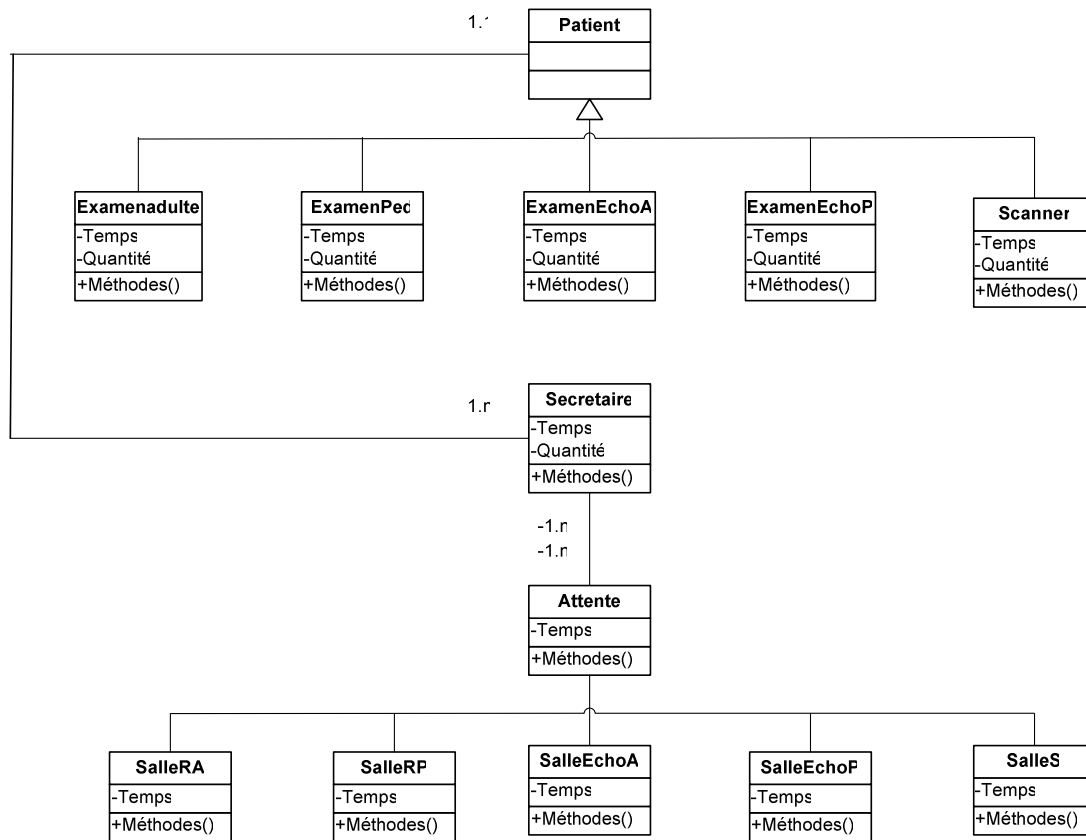 1.1
Patient
Examenadulte
-Temps
-Quantité
+Méthodes()
ExamenPed
-Temps
-Quantité
+Méthodes()
ExamenEchoA
-Temps
-Quantité
+Méthodes()
ExamenEchoP
-Temps
-Quantité
+Méthodes()
Scanner
-Temps
-Quantité
+Méthodes()
1.n
Secretaire
-Temps
-Quantité
+Méthodes()
-1.n
-1.n
Attente
-Temps
+Méthodes()
SalleRA
-Temps
+Méthodes()
SalleRP
-Temps
+Méthodes()
SalleEchoA
-Temps
+Méthodes()
SalleEchoP
-Temps
+Méthodes()
SalleS
-Temps
+Méthodes()